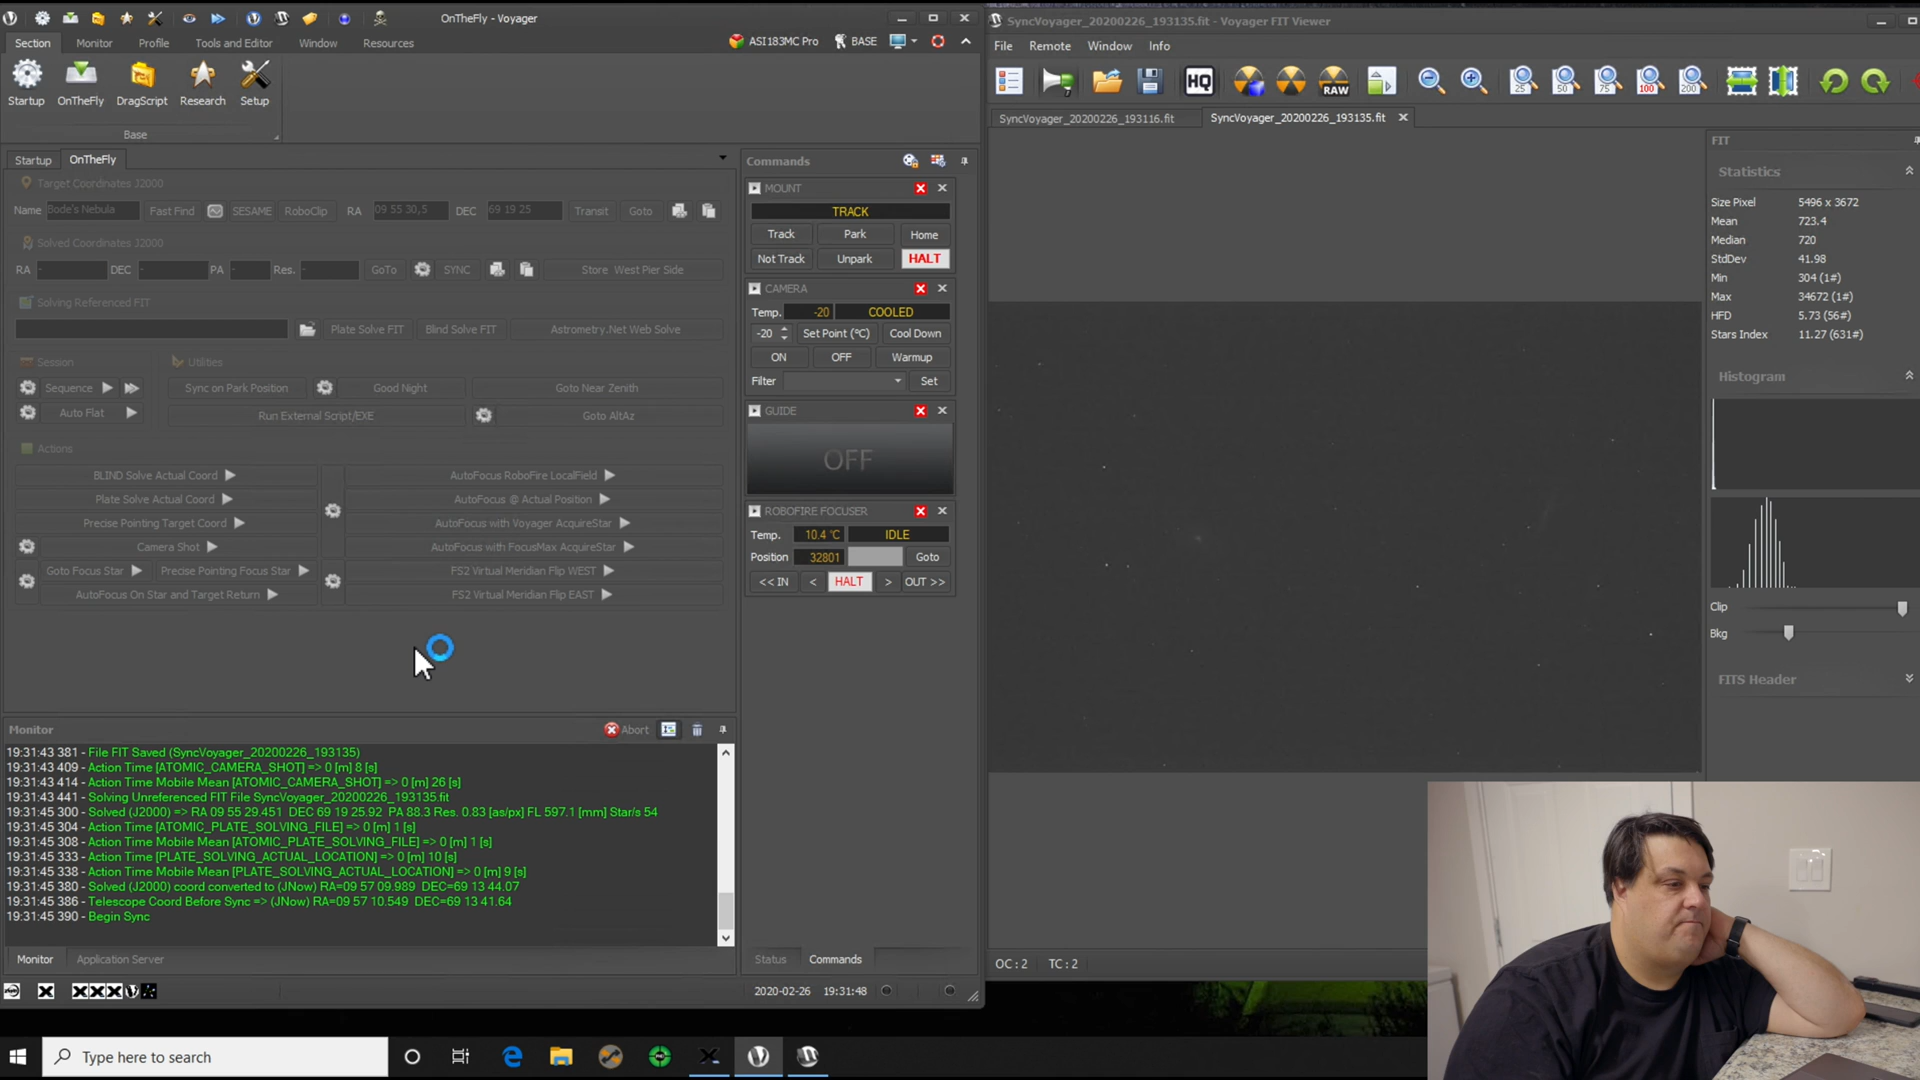 OnTheFly - Voyager
Section Monitor Profile Tools and Editor Window Resources
ASI183MC Pro BASE
Startup OnTheFly DragScript Research Setup
Base
Startup OnTheFly
Target Coordinates J2000
Name Bode's Nebula Fast Find SESAME RoboClip RA 09 55 30,5 DEC 69 19 25 Transit Goto
Solved Coordinates J2000
RA - DEC - PA - Res. - GoTo SYNC Store West Pier Side
Solving Referenced FIT
Plate Solve FIT Blind Solve FIT Astrometry.Net Web Solve
Session Utilities
Sequence Sync on Park Position Good Night Goto Near Zenith
Auto Flat Run External Script/EXE Goto AltAz
Actions
BLIND Solve Actual Coord AutoFocus RoboFire LocalField
Plate Solve Actual Coord AutoFocus @ Actual Position
Precise Pointing Target Coord AutoFocus with Voyager AcquireStar
Camera Shot AutoFocus with FocusMax AcquireStar
Goto Focus Star Precise Pointing Focus Star FS2 Virtual Meridian Flip WEST
AutoFocus On Star and Target Return FS2 Virtual Meridian Flip EAST
Commands
MOUNT
TRACK
Track Park Home
Not Track Unpark HALT
CAMERA
Temp. -20 COOLED
-20 Set Point (°C) Cool Down
ON OFF Warmup
Filter Set
GUIDE
OFF
ROBOFIRE FOCUSER
Temp. 10.4 °C IDLE
Position 32801 Goto
<< IN < HALT > OUT >>
Status Commands
Monitor Abort
19:31:43 381 - File FIT Saved (SyncVoyager_20200226_193135)
19:31:43 409 - Action Time [ATOMIC_CAMERA_SHOT] => 0 [m] 8 [s]
19:31:43 414 - Action Time Mobile Mean [ATOMIC_CAMERA_SHOT] => 0 [m] 26 [s]
19:31:43 441 - Solving Unreferenced FIT File SyncVoyager_20200226_193135.fit
19:31:45 300 - Solved (J2000) => RA 09 55 29.451 DEC 69 19 25.92 PA 88.3 Res. 0.83 [as/px] FL 597.1 [mm] Star/s 54
19:31:45 304 - Action Time [ATOMIC_PLATE_SOLVING_FILE] => 0 [m] 1 [s]
19:31:45 308 - Action Time Mobile Mean [ATOMIC_PLATE_SOLVING_FILE] => 0 [m] 1 [s]
19:31:45 333 - Action Time [PLATE_SOLVING_ACTUAL_LOCATION] => 0 [m] 10 [s]
19:31:45 338 - Action Time Mobile Mean [PLATE_SOLVING_ACTUAL_LOCATION] => 0 [m] 9 [s]
19:31:45 380 - Solved (J2000) coord converted to (JNow) RA=09 57 09.989 DEC=69 13 44.07
19:31:45 386 - Telescope Coord Before Sync => (JNow) RA=09 57 10.549 DEC=69 13 41.64
19:31:45 390 - Begin Sync
Monitor Application Server
2020-02-26 19:31:48
SyncVoyager_20200226_193135.fit - Voyager FIT Viewer
File Remote Window Info
HQ RAW 25 50 75 100 200
SyncVoyager_20200226_193116.fit SyncVoyager_20200226_193135.fit
FIT
Statistics
Size Pixel 5496 x 3672
Mean 723.4
Median 720
StdDev 41.98
Min 304 (1#)
Max 34672 (1#)
HFD 5.73 (56#)
Stars Index 11.27 (631#)
Histogram
Clip
Bkg
FITS Header
OC: 2 TC: 2
Type here to search